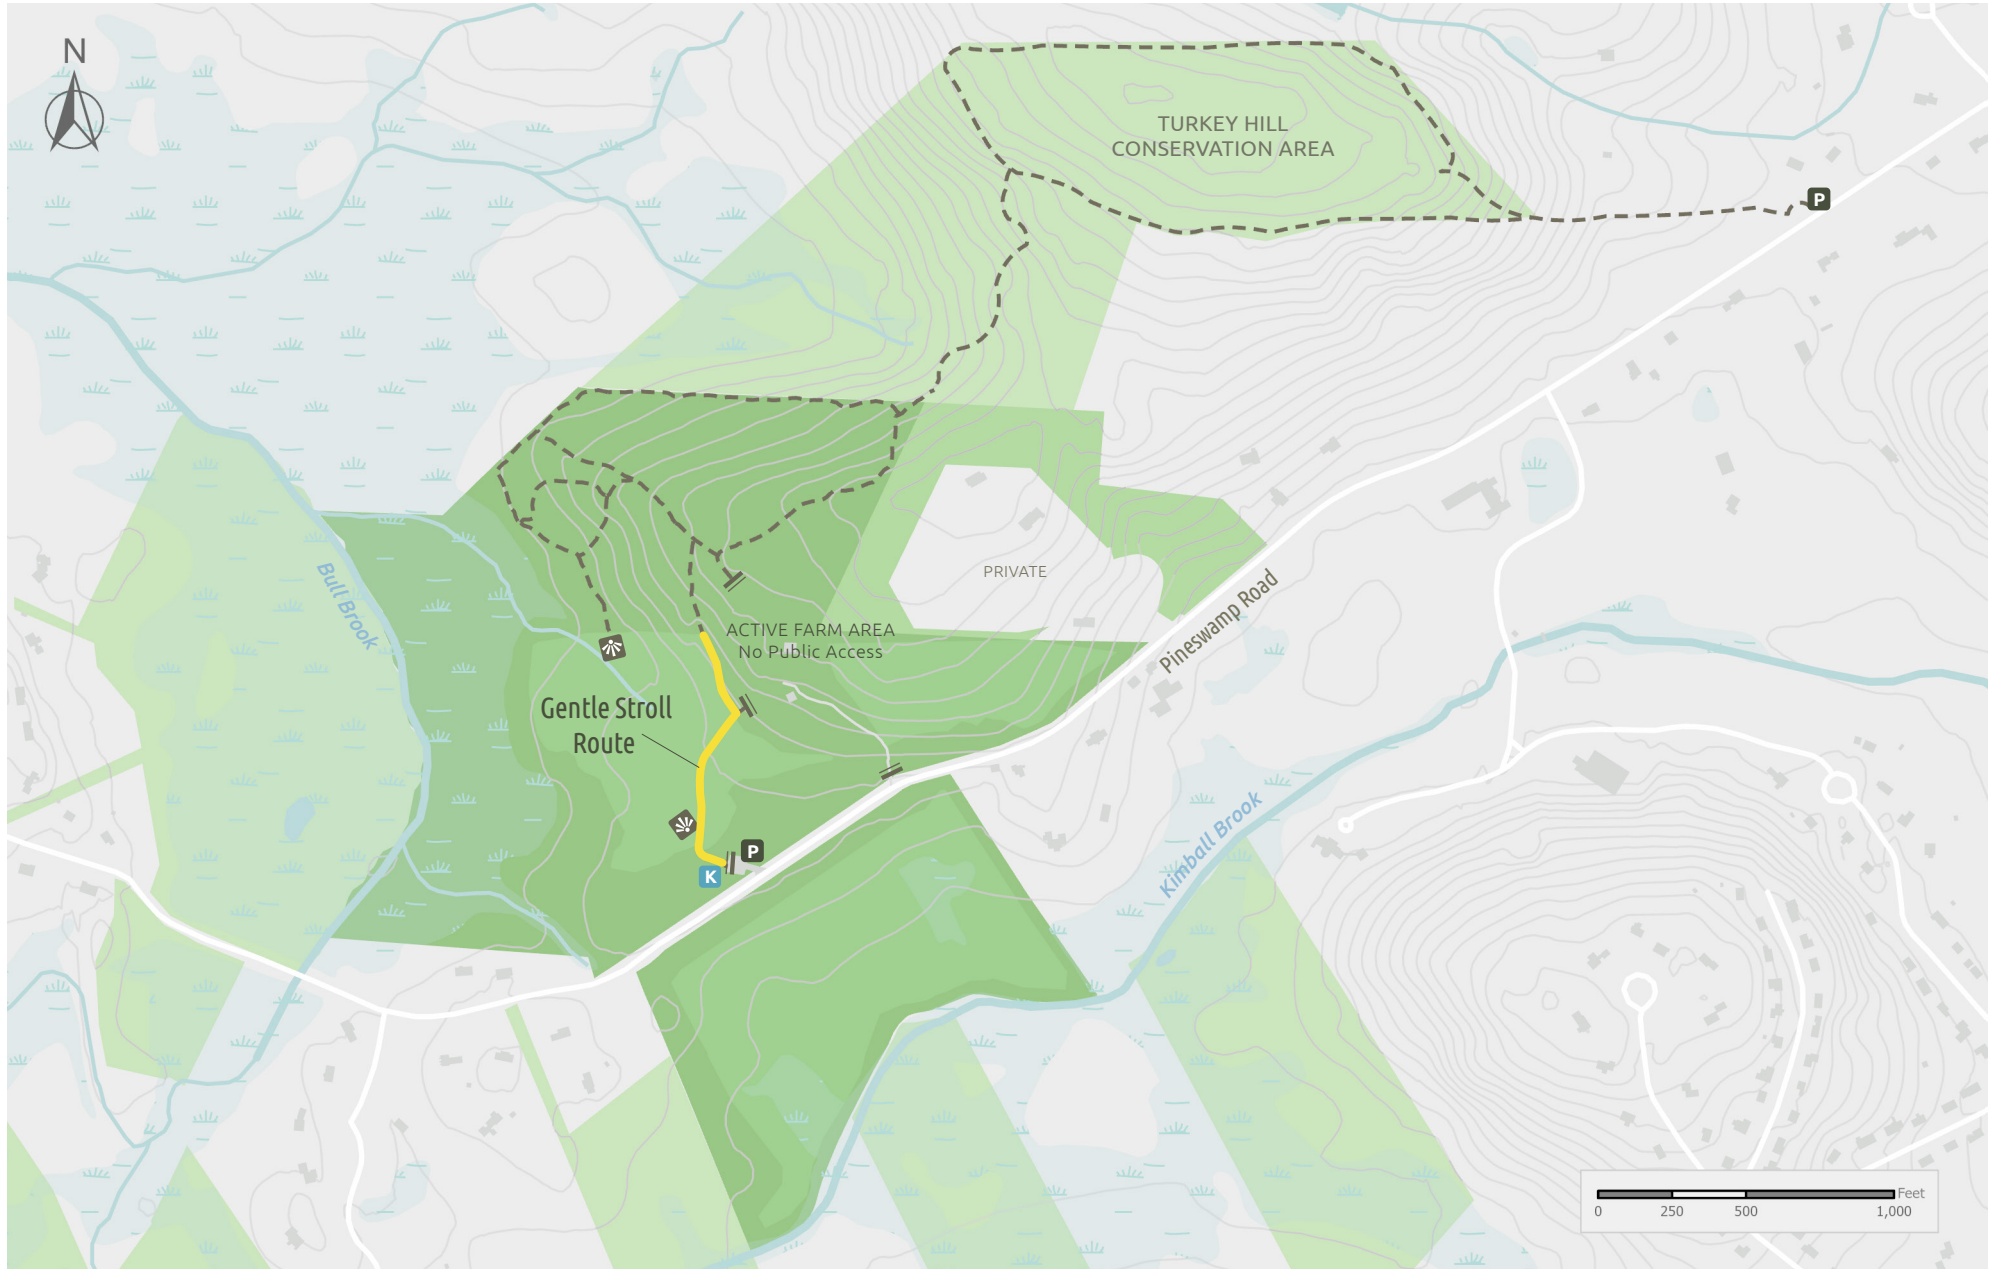 N
TURKEY HILL
CONSERVATION AREA
P
Bull Brook
PRIVATE
Pineswamp Road
ACTIVE FARM AREA
No Public Access
Gentle Stroll
Route
P
K
Kimball Brook
Feet
0 250 500 1,000